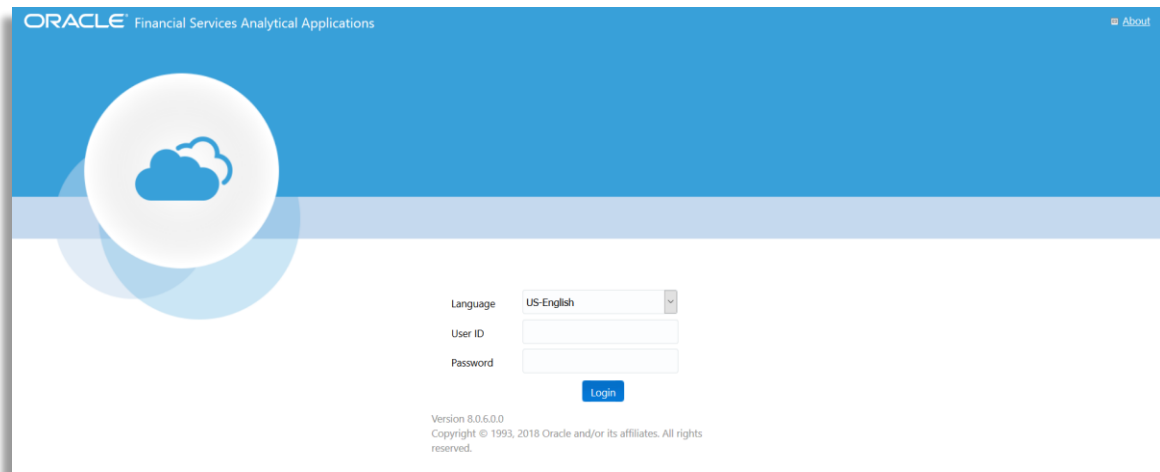 ORACLE® Financial Services Analytical Applications
About
Language US-English
User ID
Password
Login
Version 8.0.6.0.0
Copyright © 1993, 2018 Oracle and/or its affiliates. All rights
reserved.